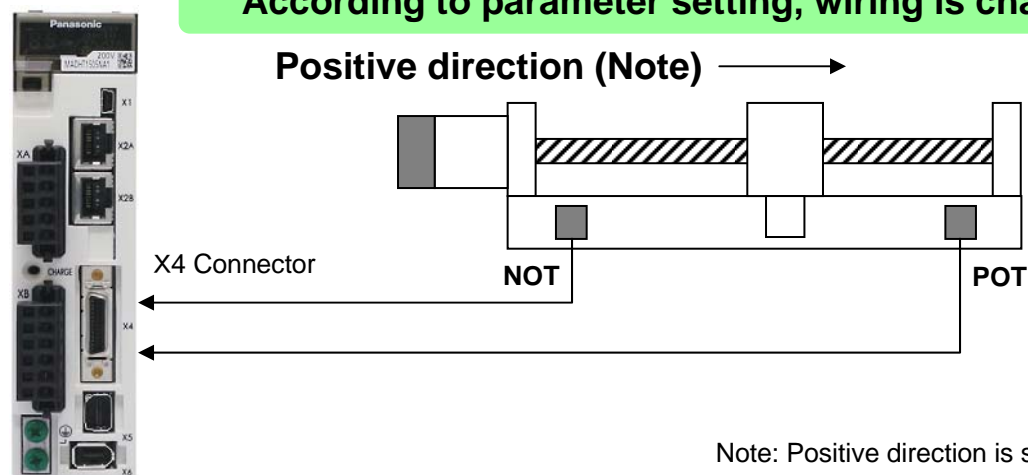 According to parameter setting, wiring is cha
Positive direction (Note)
Panasonic
200V
MADHT1505NA1
X1
X2A
XA
X2B
X4 Connector
CHARGE
NOT
POT
XB
X4
X5
X6
Note: Positive direction is s